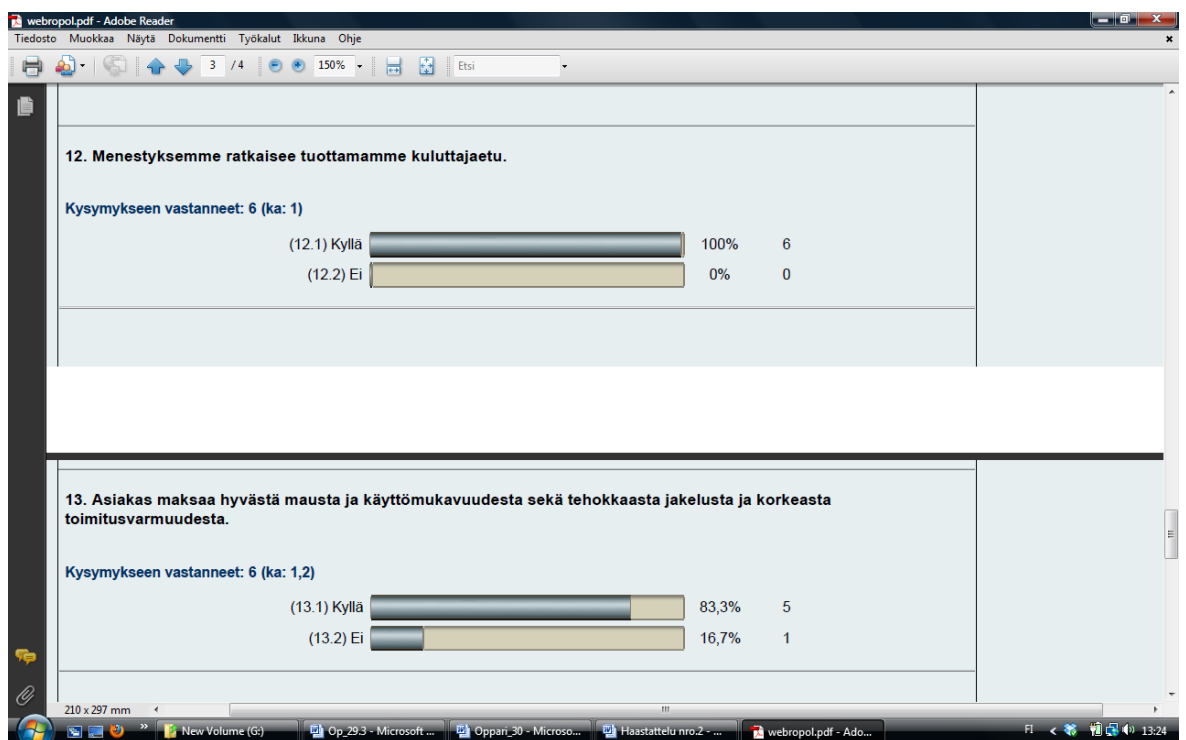 webropol.pdf - Adobe Reader
Tiedosto Muokkaa Näytä Dokumentti Työkalut Ikkuna Ohje
3 / 4 150% Etsi
12. Menestyksemme ratkaisee tuottamamme kuluttajaetu.
Kysymykseen vastanneet: 6 (ka: 1)
(12.1) Kyllä 100% 6
(12.2) Ei 0% 0
13. Asiakas maksaa hyvästä mausta ja käyttömukavuudesta sekä tehokkaasta jakelusta ja korkeasta
toimitusvarmuudesta.
Kysymykseen vastanneet: 6 (ka: 1,2)
(13.1) Kyllä 83,3% 5
(13.2) Ei 16,7% 1
210 x 297 mm
New Volume (G:) Op_29.3 - Microsoft ... Oppari_30 - Microso... Haastattelu nro.2 - ... webropol.pdf - Ado... FI 13:24